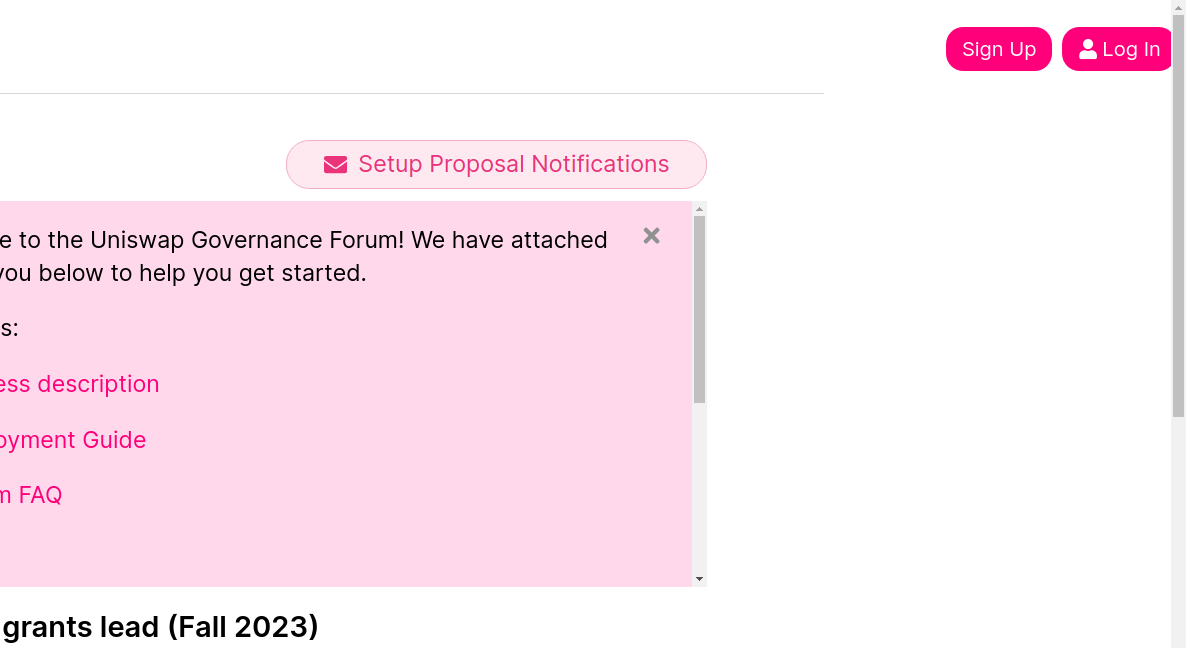 Sign Up
Log In
Setup Proposal Notifications
e to the Uniswap Governance Forum! We have attached
you below to help you get started.
s:
ess description
oyment Guide
m FAQ
grants lead (Fall 2023)